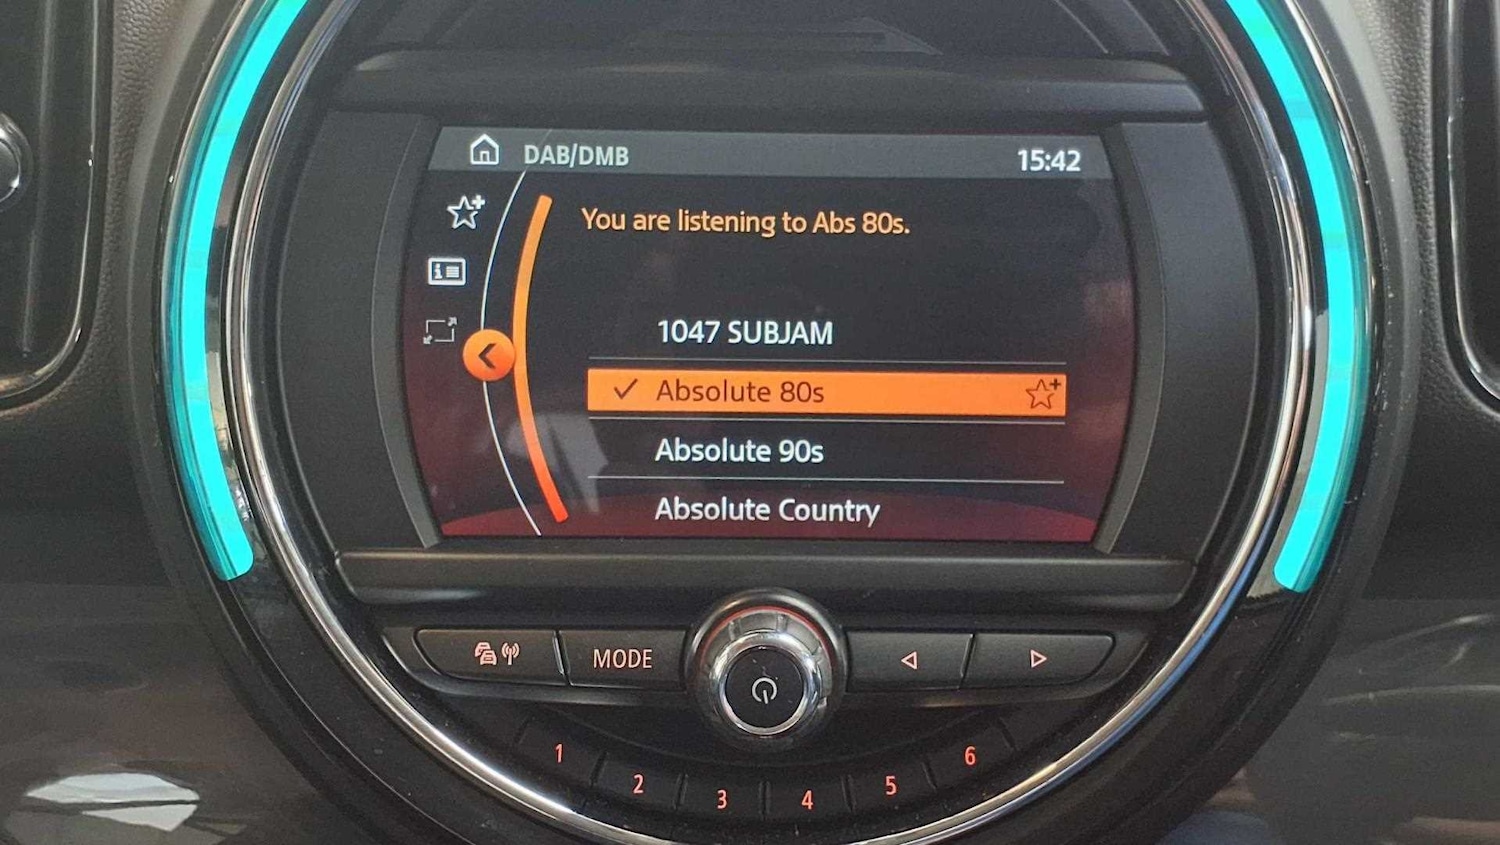 DAB/DMB 15:42
You are listening to Abs 80s.
1047 SUBJAM
Absolute 80s
Absolute 90s
Absolute Country
MODE
1 2 3 4 5 6